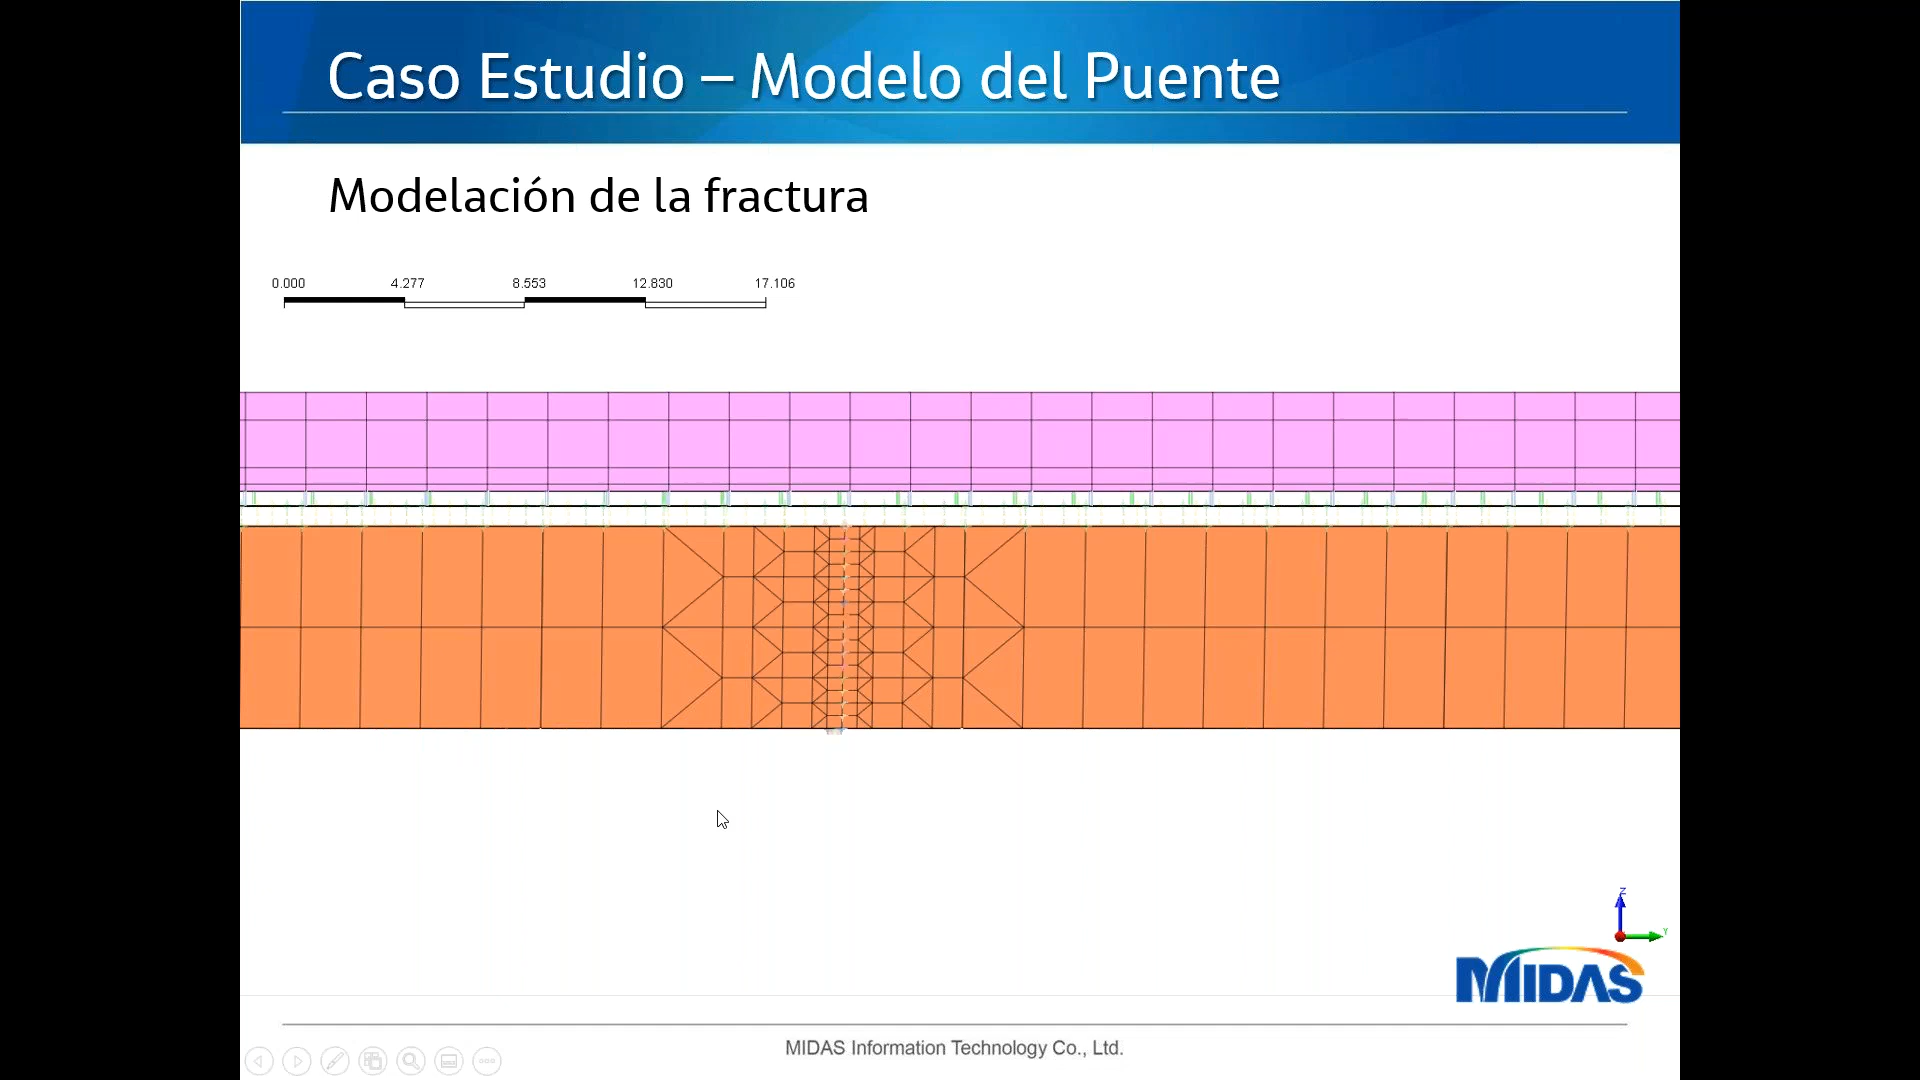 Caso Estudio – Modelo del Puente
Modelación de la fractura
0.000 4.277 8.553 12.830 17.106
Z
Y
MIDAS
MIDAS Information Technology Co., Ltd.